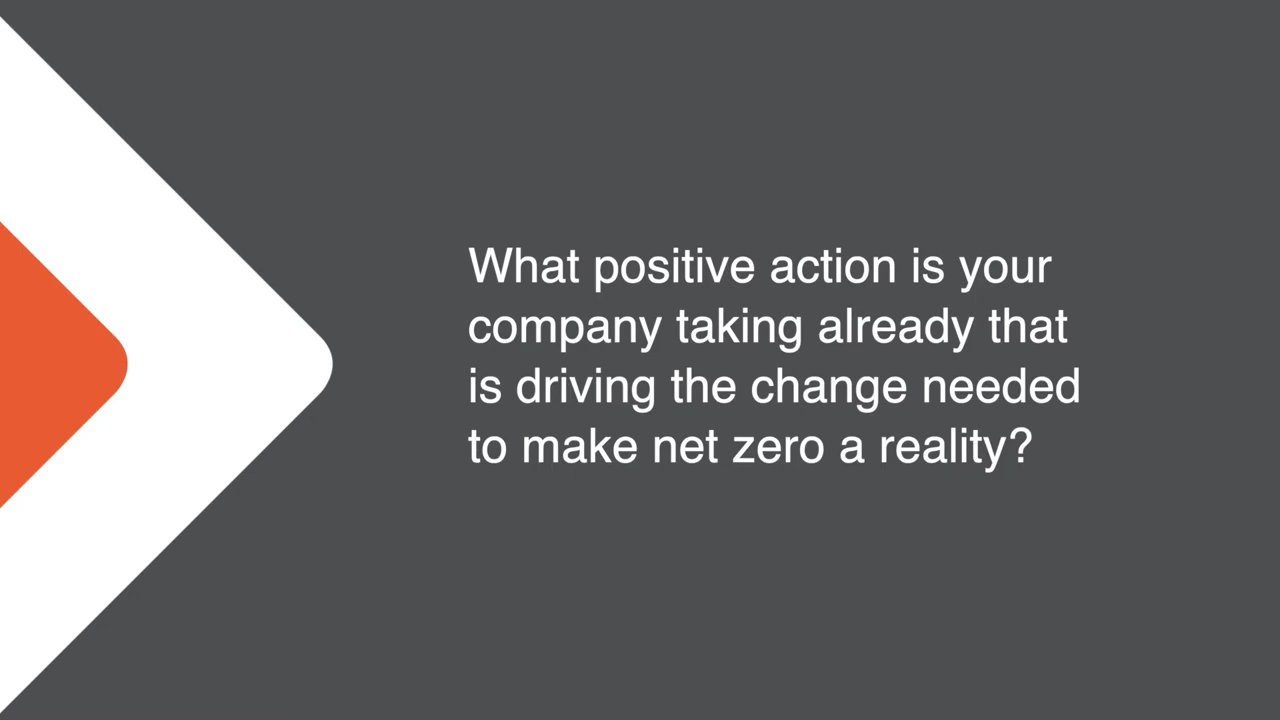 What positive action is your
company taking already that
is driving the change needed
to make net zero a reality?